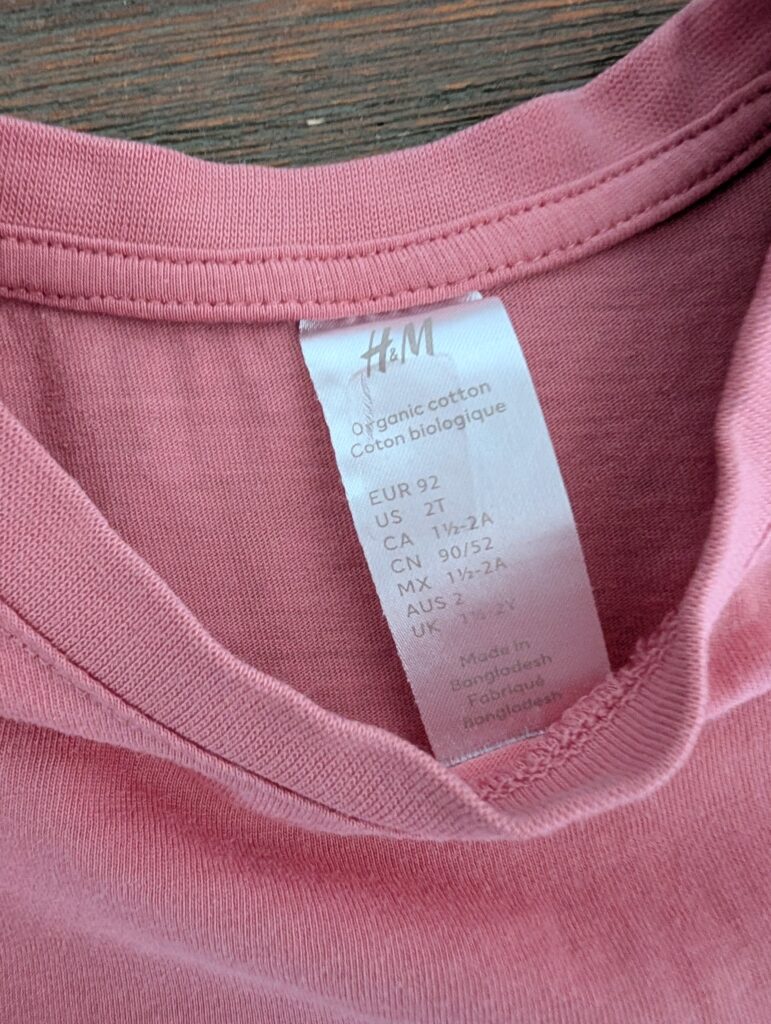 H&M
Organic cotton
Coton biologique
EUR 92
US 2T
CA 1½-2A
CN 90/52
MX 1½-2A
AUS 2
UK 1½-2Y
Made in
Bangladesh
Fabriqué
Bangladesh